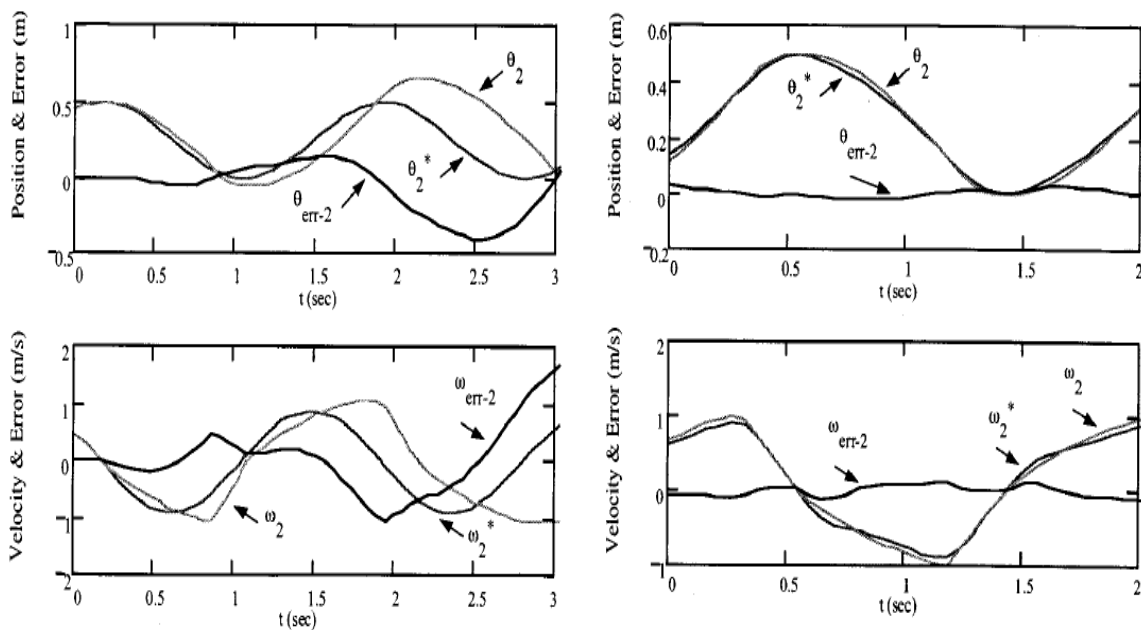 Position & Error (m)
1
0.5
0
0.5
θ2
θ2*
θerr-2
0 0.5 1 1.5 2 2.5 3
t (sec)
Position & Error (m)
0.6
0.4
0.2
0
0.2
θ2
θ2*
θerr-2
0 0.5 1 1.5 2
t (sec)
Velocity & Error (m/s)
2
1
0
1
2
ωerr-2
ω2
ω2*
0 0.5 1 1.5 2 2.5 3
t (sec)
Velocity & Error (m/s)
2
1
0
1
ω2
ω2*
ωerr-2
0 0.5 1 1.5 2
t (sec)